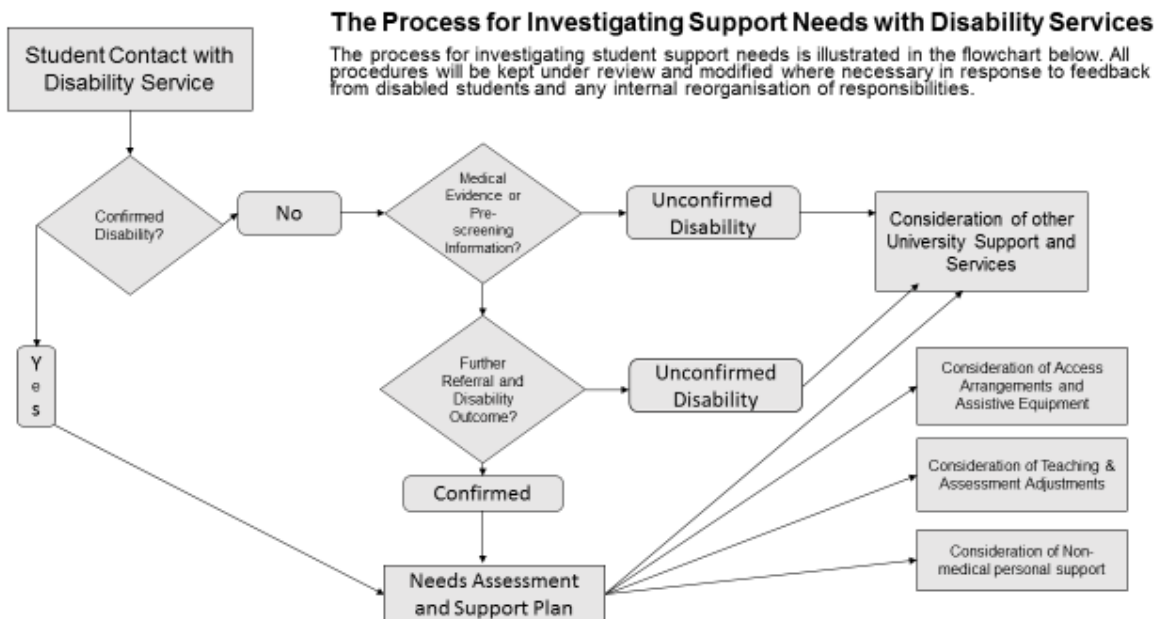 The Process for Investigating Support Needs with Disability Services
The process for investigating student support needs is illustrated in the flowchart below. All
procedures will be kept under review and modified where necessary in response to feedback
from disabled students and any internal reorganisation of responsibilities.
Student Contact with
Disability Service
Confirmed
Disability?
No
Medical
Evidence or
Pre-
screening
Information?
Unconfirmed
Disability
Consideration of other
University Support and
Services
Y
e
s
Further
Referral and
Disability
Outcome?
Unconfirmed
Disability
Consideration of Access
Arrangements and
Assistive Equipment
Confirmed
Consideration of Teaching &
Assessment Adjustments
Needs Assessment
and Support Plan
Consideration of Non-
medical personal support